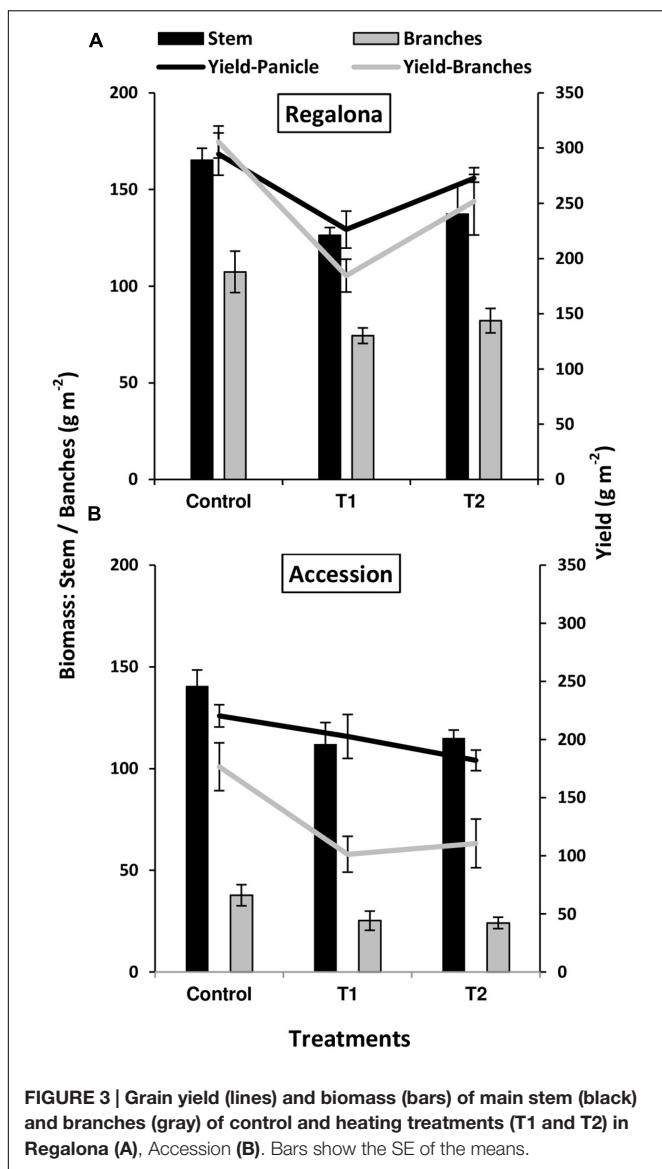 A
Stem
Branches
Yield-Panicle
Yield-Branches
200
150
100
50
0
Regalona
350
300
250
200
150
100
50
0
Control
T1
T2
B
200
150
100
50
0
Accession
350
300
250
200
150
100
50
0
Control
T1
T2
Biomass: Stem / Banches (g m-2)
Yield (g m-2)
Treatments
FIGURE 3 | Grain yield (lines) and biomass (bars) of main stem (black)
and branches (gray) of control and heating treatments (T1 and T2) in
Regalona (A), Accession (B). Bars show the SE of the means.